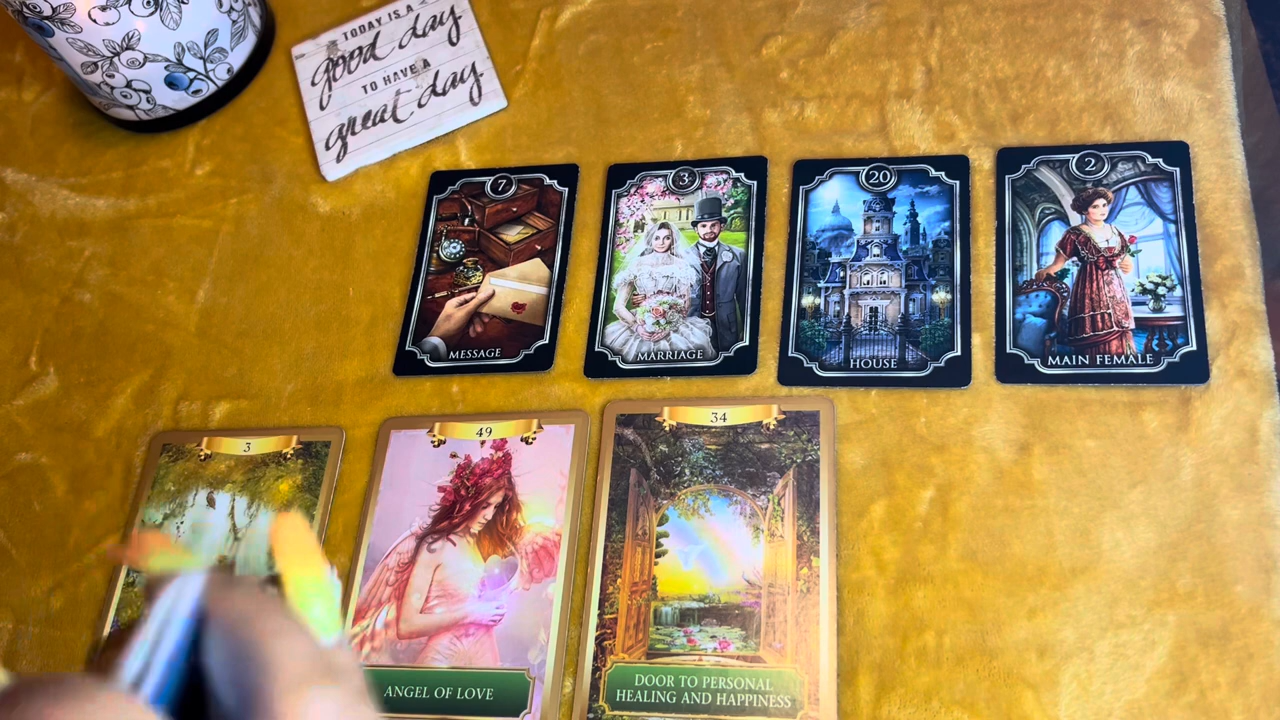 TODAY IS A
good day
TO HAVE A
great day.
7
MESSAGE
3
MARRIAGE
20
HOUSE
2
MAIN FEMALE
3
49
ANGEL OF LOVE
34
DOOR TO PERSONAL
HEALING AND HAPPINESS